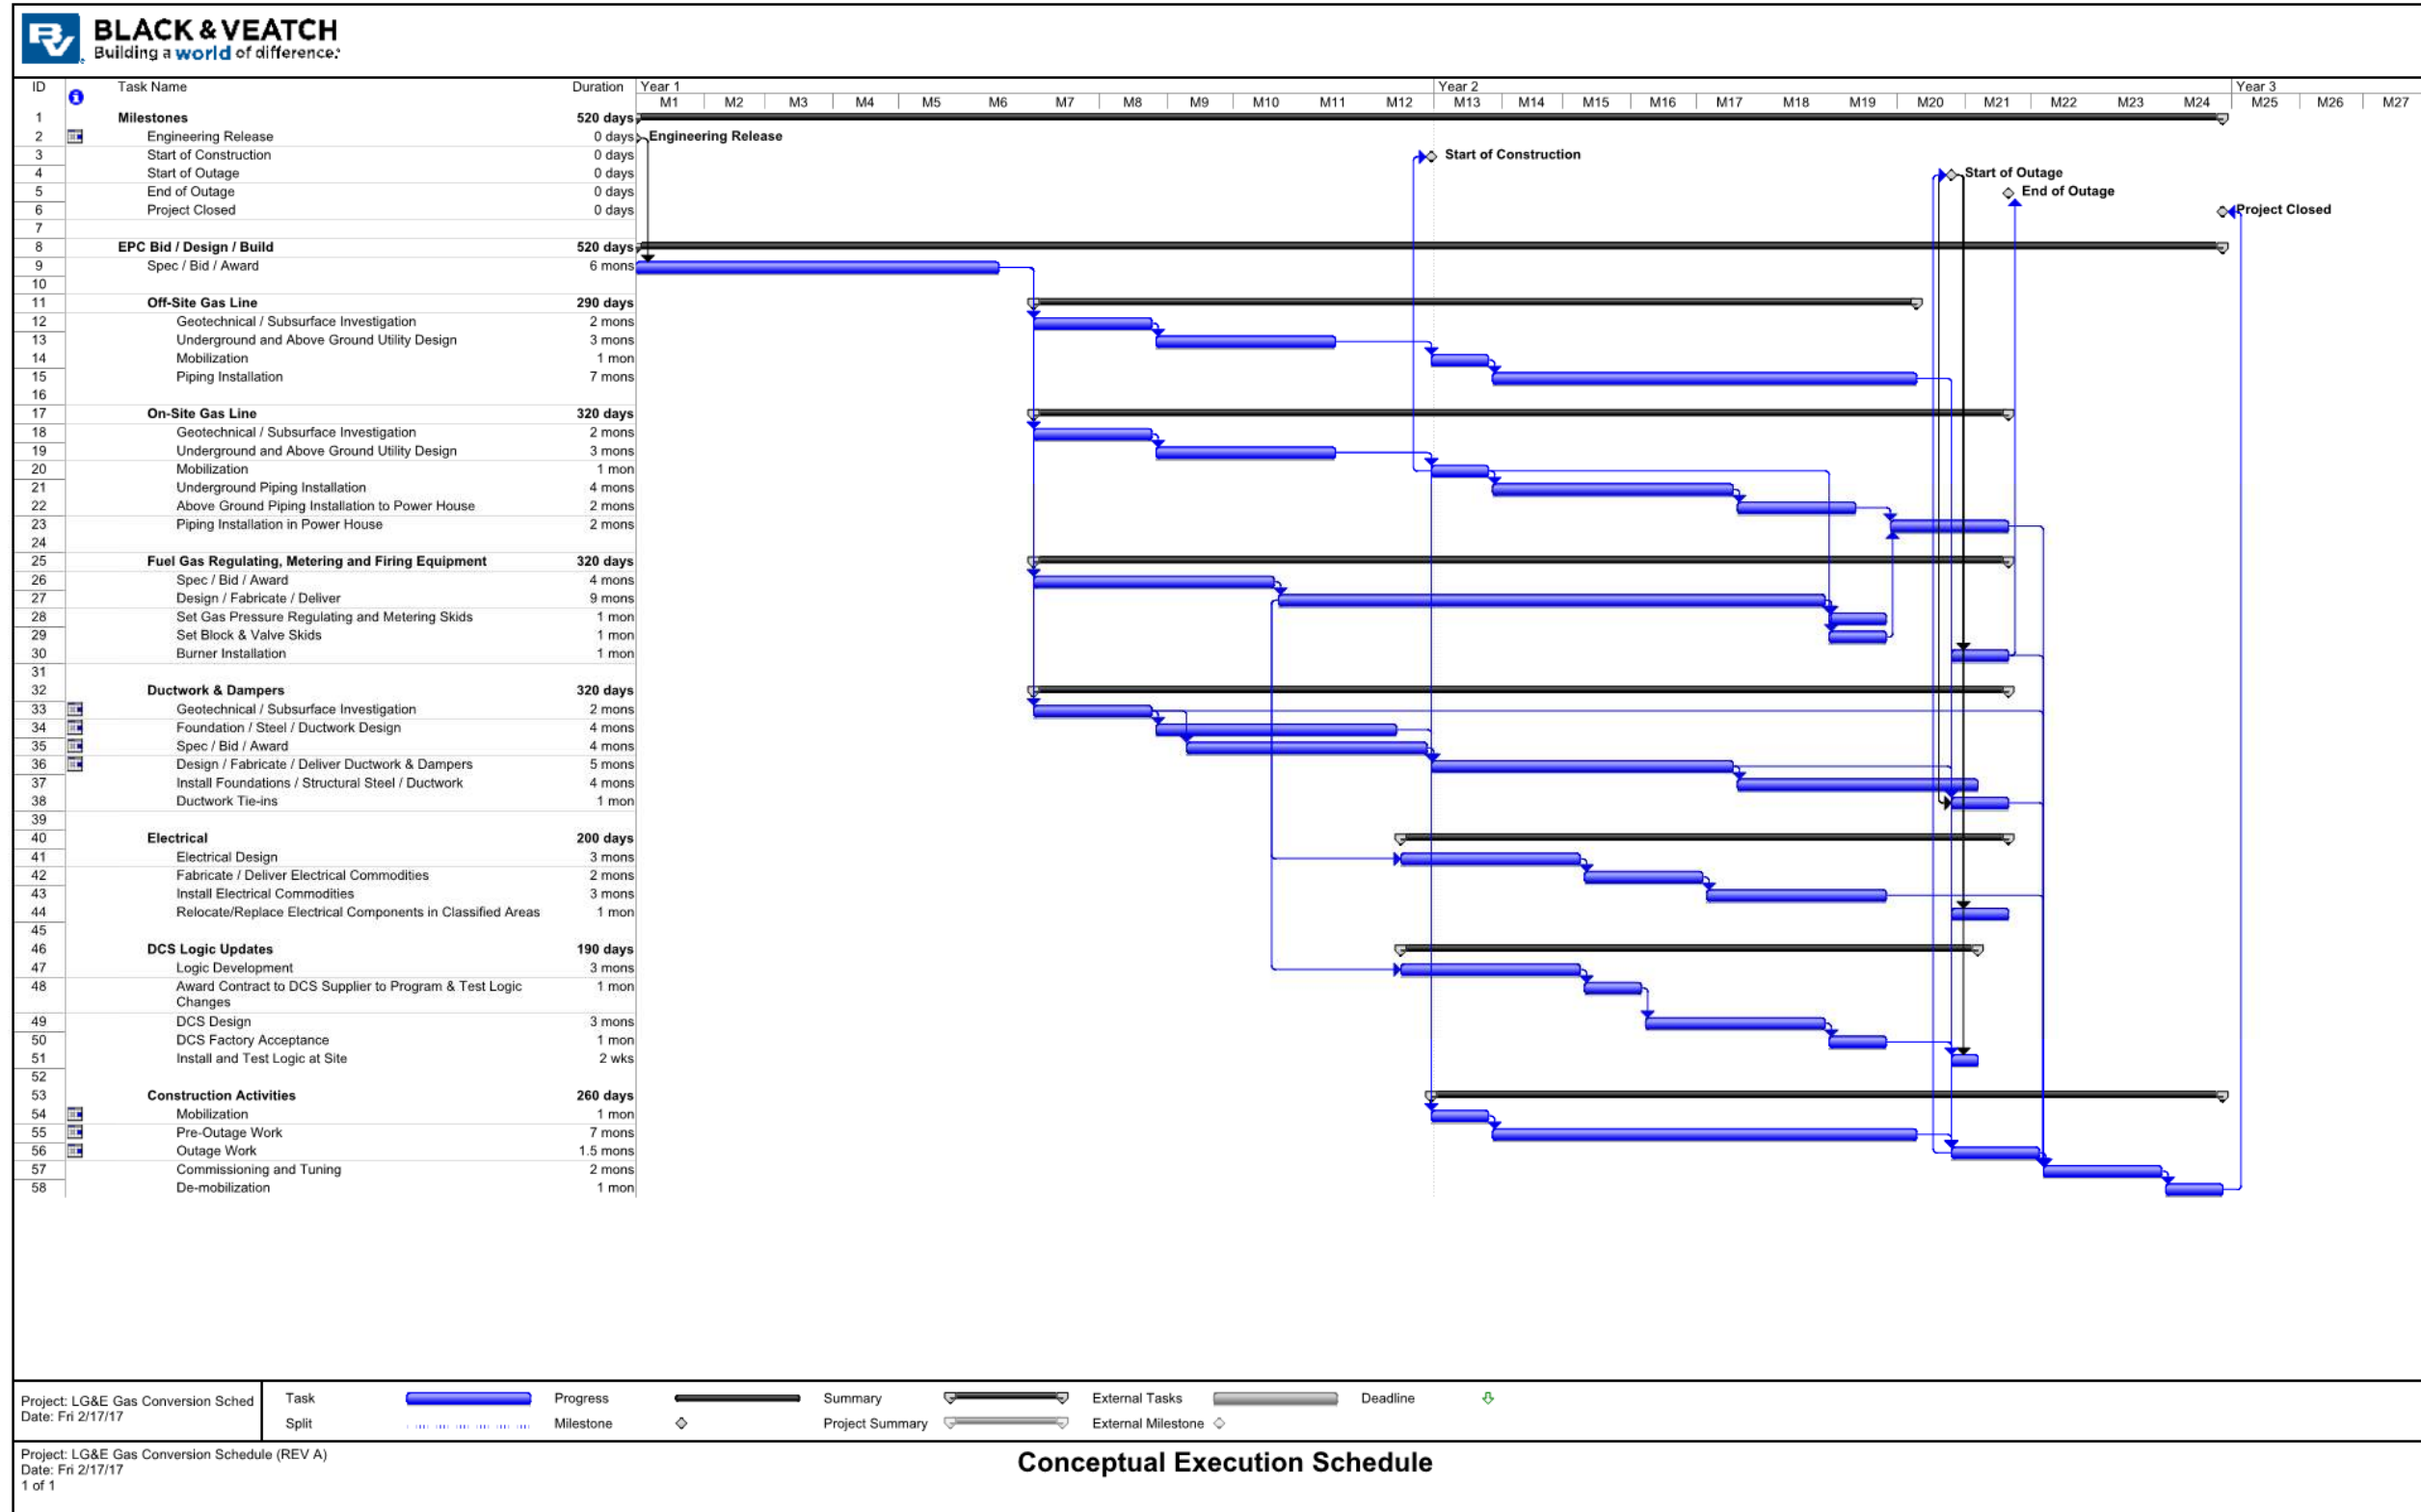 BLACK & VEATCH
Building a world of difference.
ID Task Name Duration Year 1 Year 2 Year 3
M1 M2 M3 M4 M5 M6 M7 M8 M9 M10 M11 M12 M13 M14 M15 M16 M17 M18 M19 M20 M21 M22 M23 M24 M25 M26 M27
1 Milestones 520 days
2 Engineering Release 0 days Engineering Release
3 Start of Construction 0 days Start of Construction
4 Start of Outage 0 days Start of Outage
5 End of Outage 0 days End of Outage
6 Project Closed 0 days Project Closed
7
8 EPC Bid / Design / Build 520 days
9 Spec / Bid / Award 6 mons
10
11 Off-Site Gas Line 290 days
12 Geotechnical / Subsurface Investigation 2 mons
13 Underground and Above Ground Utility Design 3 mons
14 Mobilization 1 mon
15 Piping Installation 7 mons
16
17 On-Site Gas Line 320 days
18 Geotechnical / Subsurface Investigation 2 mons
19 Underground and Above Ground Utility Design 3 mons
20 Mobilization 1 mon
21 Underground Piping Installation 4 mons
22 Above Ground Piping Installation to Power House 2 mons
23 Piping Installation in Power House 2 mons
24
25 Fuel Gas Regulating, Metering and Firing Equipment 320 days
26 Spec / Bid / Award 4 mons
27 Design / Fabricate / Deliver 9 mons
28 Set Gas Pressure Regulating and Metering Skids 1 mon
29 Set Block & Valve Skids 1 mon
30 Burner Installation 1 mon
31
32 Ductwork & Dampers 320 days
33 Geotechnical / Subsurface Investigation 2 mons
34 Foundation / Steel / Ductwork Design 4 mons
35 Spec / Bid / Award 4 mons
36 Design / Fabricate / Deliver Ductwork & Dampers 5 mons
37 Install Foundations / Structural Steel / Ductwork 4 mons
38 Ductwork Tie-ins 1 mon
39
40 Electrical 200 days
41 Electrical Design 3 mons
42 Fabricate / Deliver Electrical Commodities 2 mons
43 Install Electrical Commodities 3 mons
44 Relocate/Replace Electrical Components in Classified Areas 1 mon
45
46 DCS Logic Updates 190 days
47 Logic Development 3 mons
48 Award Contract to DCS Supplier to Program & Test Logic 1 mon
Changes
49 DCS Design 3 mons
50 DCS Factory Acceptance 1 mon
51 Install and Test Logic at Site 2 wks
52
53 Construction Activities 260 days
54 Mobilization 1 mon
55 Pre-Outage Work 7 mons
56 Outage Work 1.5 mons
57 Commissioning and Tuning 2 mons
58 De-mobilization 1 mon
Project: LG&E Gas Conversion Sched
Date: Fri 2/17/17
Task Progress Summary External Tasks Deadline
Split Milestone Project Summary External Milestone
Project: LG&E Gas Conversion Schedule (REV A)
Date: Fri 2/17/17
1 of 1
Conceptual Execution Schedule